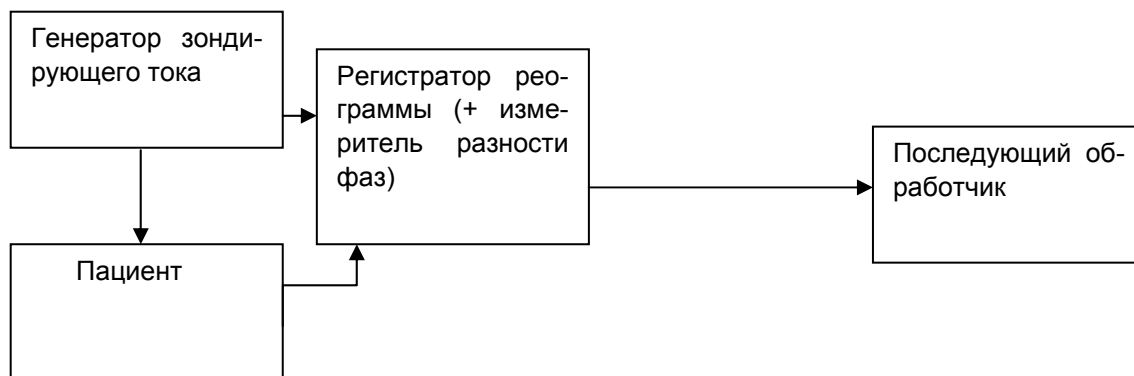 Генератор зонди-
рующего тока
Регистратор рео-
граммы (+ изме-
ритель разности
фаз)
Последующий об-
работчик
Пациент